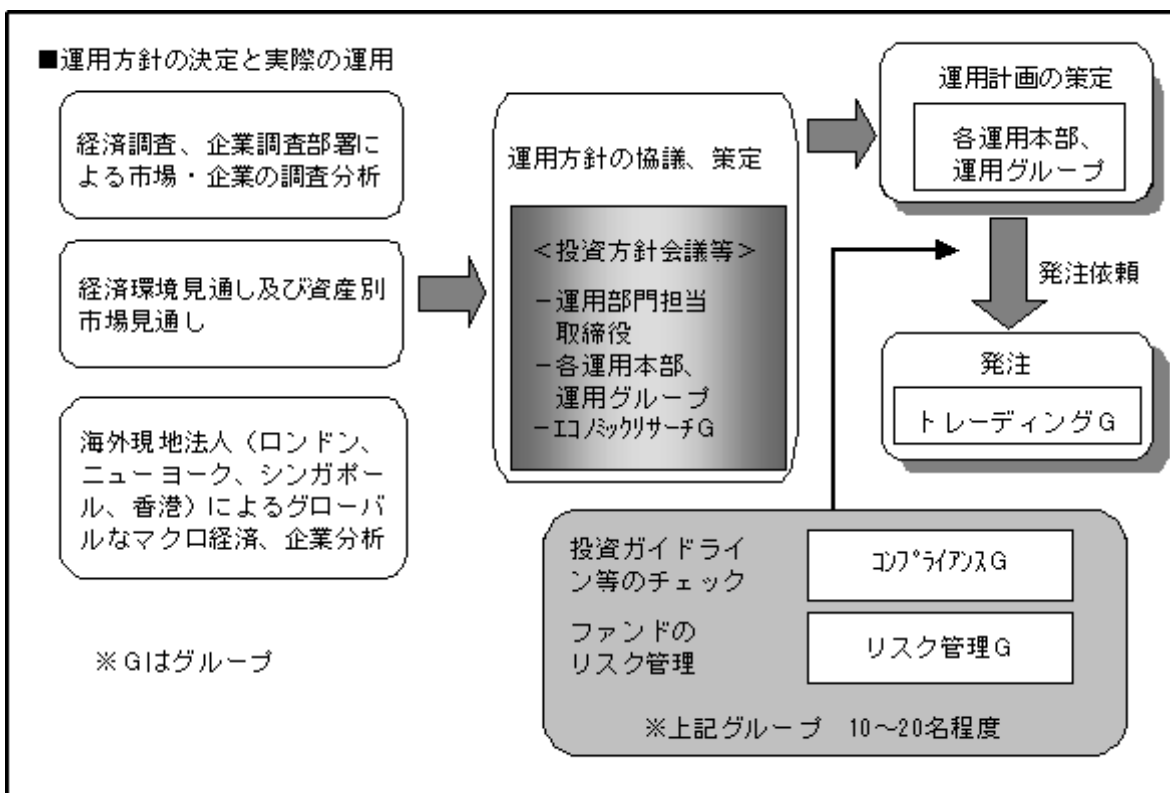 ■運用方針の決定と実際の運用
経済調査、企業調査部署に
よる市場・企業の調査分析
経済環境見通し及び資産別
市場見通し
海外現地法人（ロンドン、
ニューヨーク、シンガポー
ル、香港）によるグローバ
ルなマクロ経済、企業分析
※Gはグループ
運用方針の協議、策定
＜投資方針会議等＞
－運用部門担当
取締役
－各運用本部、
運用グループ
－ｴｺﾉﾐｯｸﾘｻｰﾁG
運用計画の策定
各運用本部、
運用グループ
発注依頼
発注
トレーディングG
投資ガイドライ
ン等のチェック
ｺﾝﾌﾟﾗｲｱﾝｽG
ファンドの
リスク管理
リスク管理G
※上記グループ　10～20名程度